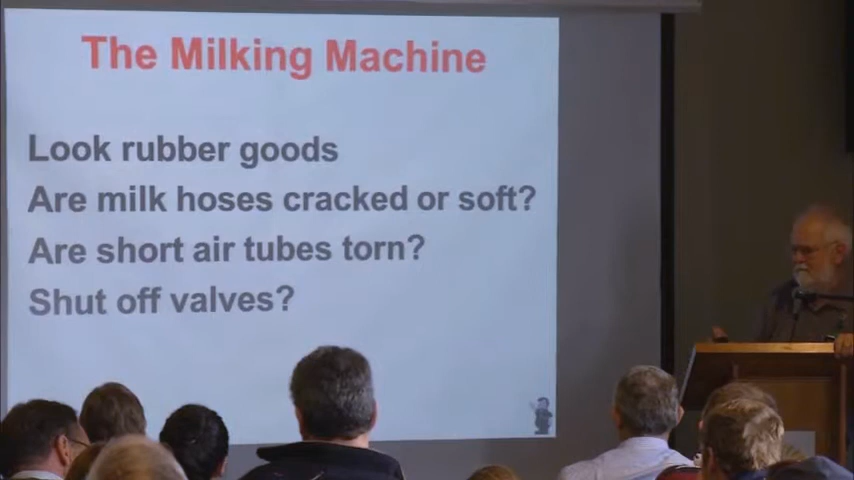 The Milking Machine
Look rubber goods
Are milk hoses cracked or soft?
Are short air tubes torn?
Shut off valves?